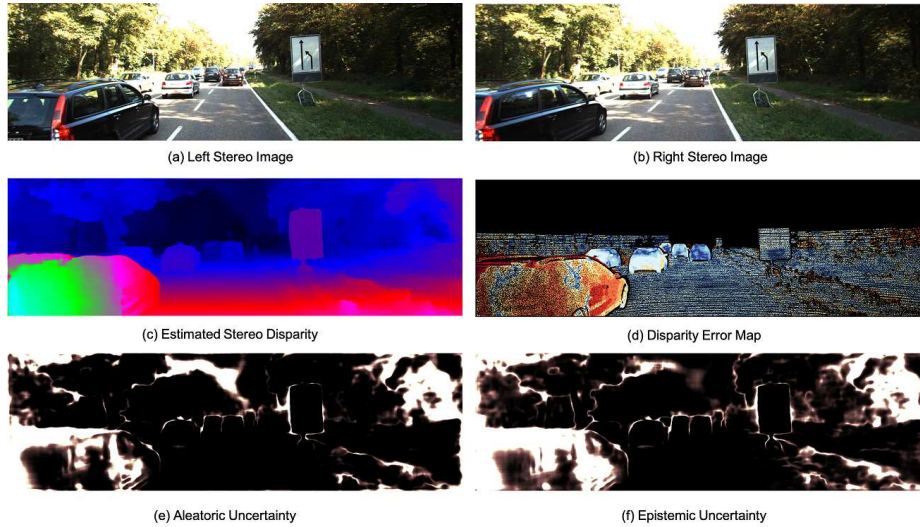 (a) Left Stereo Image
(b) Right Stereo Image
(c) Estimated Stereo Disparity
(d) Disparity Error Map
(e) Aleatoric Uncertainty
(f) Epistemic Uncertainty